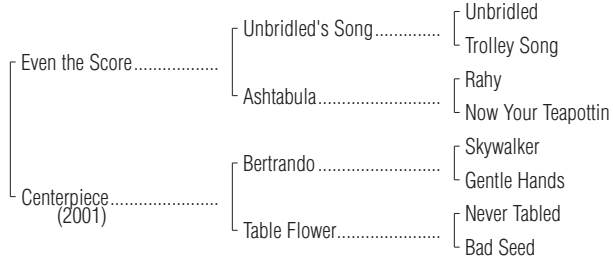 Unbridled
Unbridled's Song..............
Trolley Song
Even the Score..................
Rahy
Ashtabula..........................
Now Your Teapottin
Skywalker
Bertrando..........................
Gentle Hands
Centerpiece.......................
(2001)
Never Tabled
Table Flower......................
Bad Seed